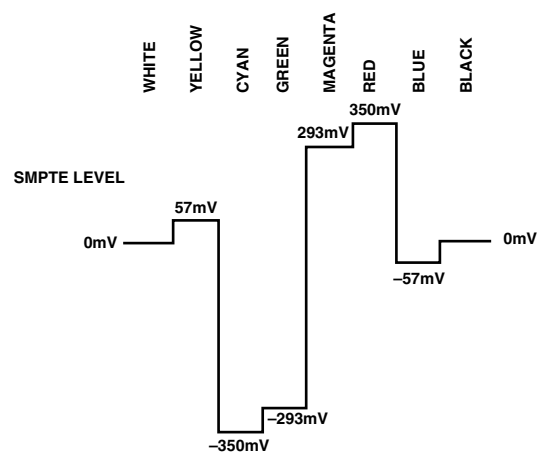 WHITE
YELLOW
CYAN
GREEN
MAGENTA
RED
BLUE
BLACK
350mV
293mV
SMPTE LEVEL
57mV
0mV
0mV
–57mV
–293mV
–350mV